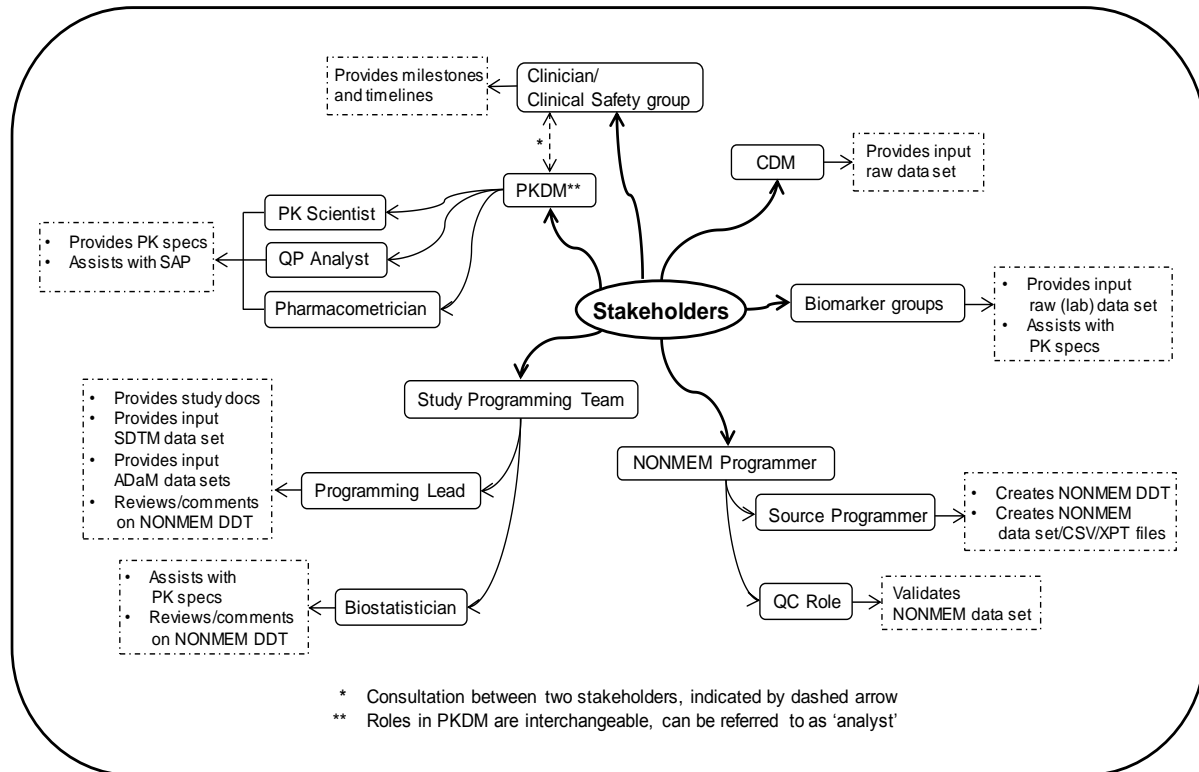 Provides milestones
and timelines
Clinician/
Clinical Safety group
*
CDM
Provides input
raw data set
PKDM**
PK Scientist
QP Analyst
Pharmacometrician
• Provides PK specs
• Assists with SAP
Stakeholders
Biomarker groups
• Provides input
raw (lab) data set
• Assists with
PK specs
Study Programming Team
• Provides study docs
• Provides input
SDTM data set
• Provides input
ADaM data sets
• Reviews/comments
on NONMEM DDT
Programming Lead
• Assists with
PK specs
• Reviews/comments
on NONMEM DDT
Biostatistician
NONMEM Programmer
Source Programmer
• Creates NONMEM DDT
• Creates NONMEM
data set/CSV/XPT files
QC Role
Validates
NONMEM data set
* Consultation between two stakeholders, indicated by dashed arrow
** Roles in PKDM are interchangeable, can be referred to as ‘analyst’